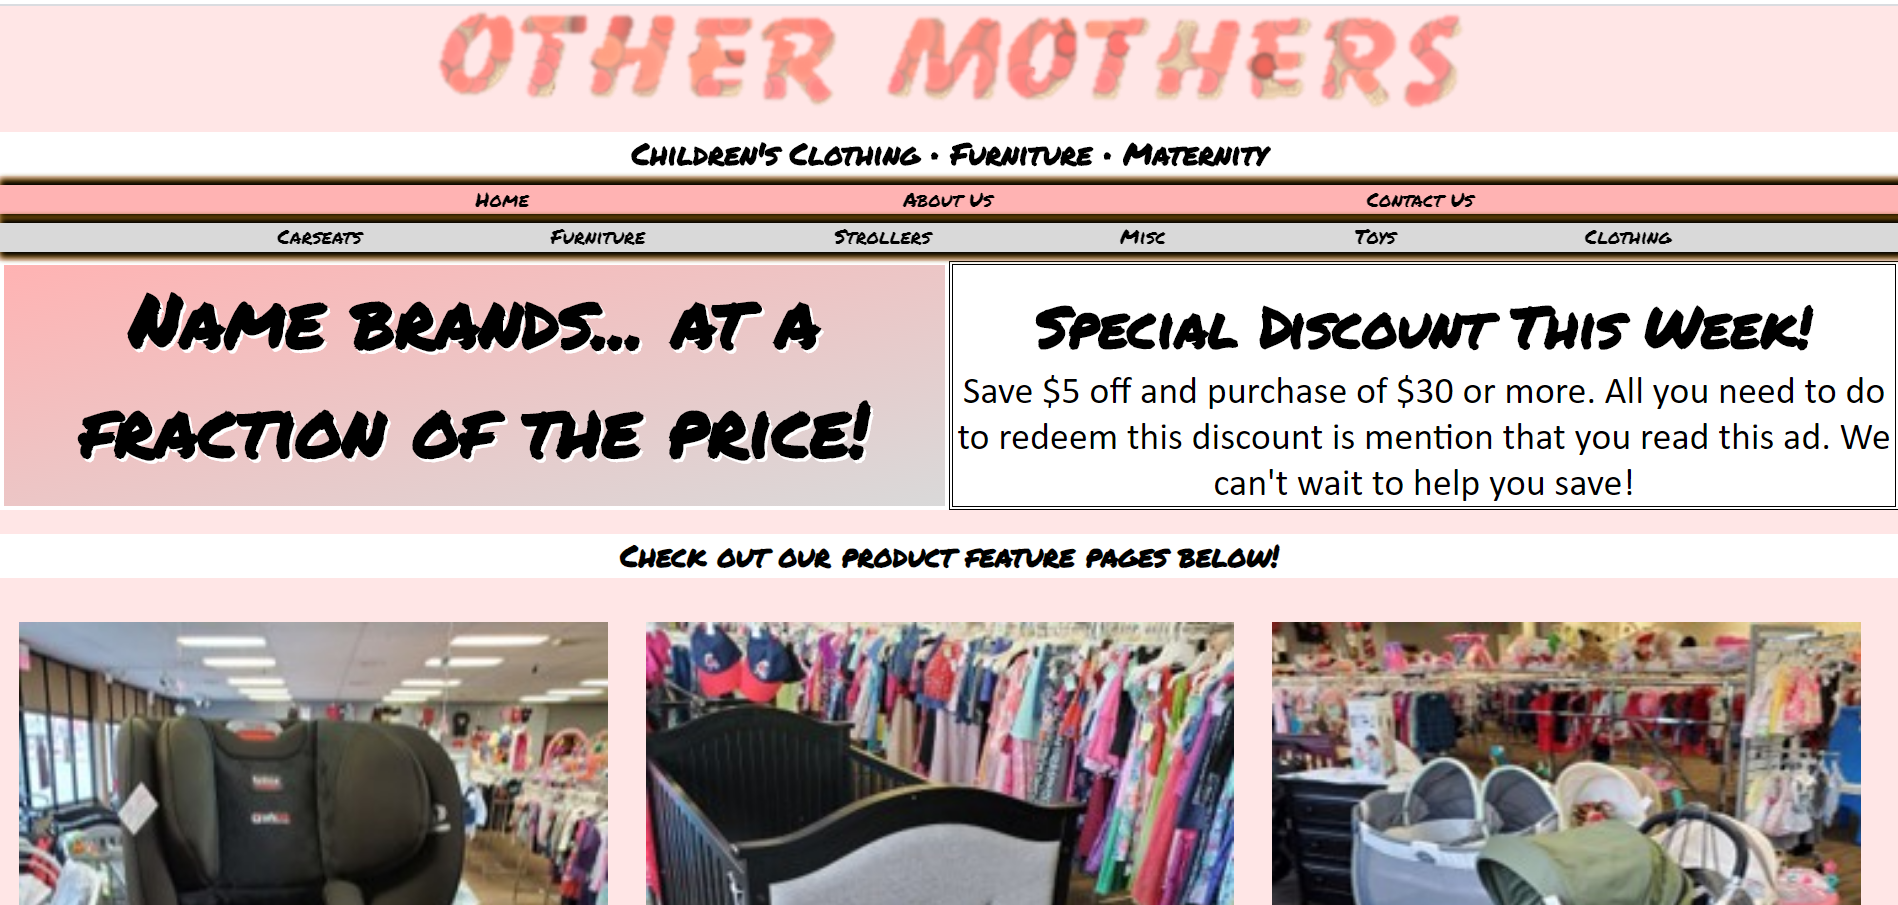 OTHER MOTHERS
Children's Clothing • Furniture • Maternity
Home About Us Contact Us
Carseats Furniture Strollers Misc Toys Clothing
Name brands... at a
fraction of the price!
Special Discount This Week!
Save $5 off and purchase of $30 or more. All you need to do
to redeem this discount is mention that you read this ad. We
can't wait to help you save!
Check out our product feature pages below!